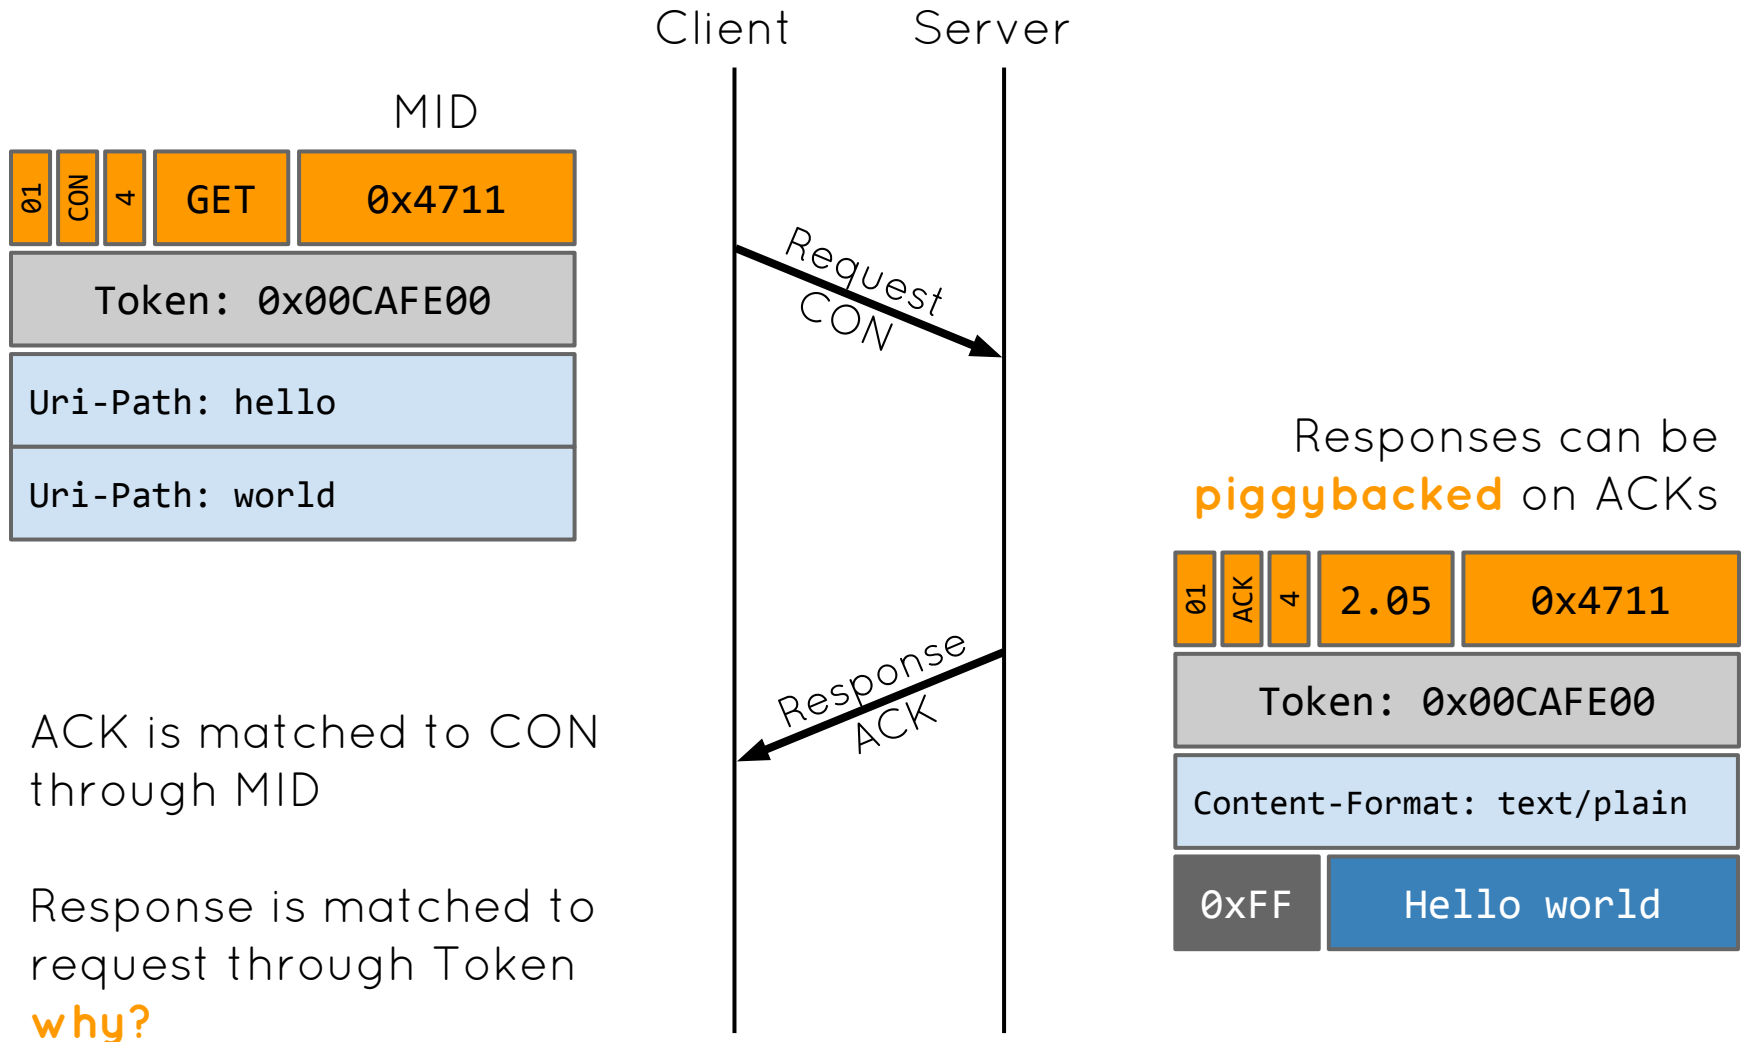 Client Server
MID
01 CON 4 GET 0x4711
Token: 0x00CAFE00
Uri-Path: hello
Uri-Path: world
Request
CON
Responses can be
piggybacked on ACKs
01 ACK 4 2.05 0x4711
Token: 0x00CAFE00
Content-Format: text/plain
0xFF Hello world
Response
ACK
ACK is matched to CON
through MID
Response is matched to
request through Token
why?